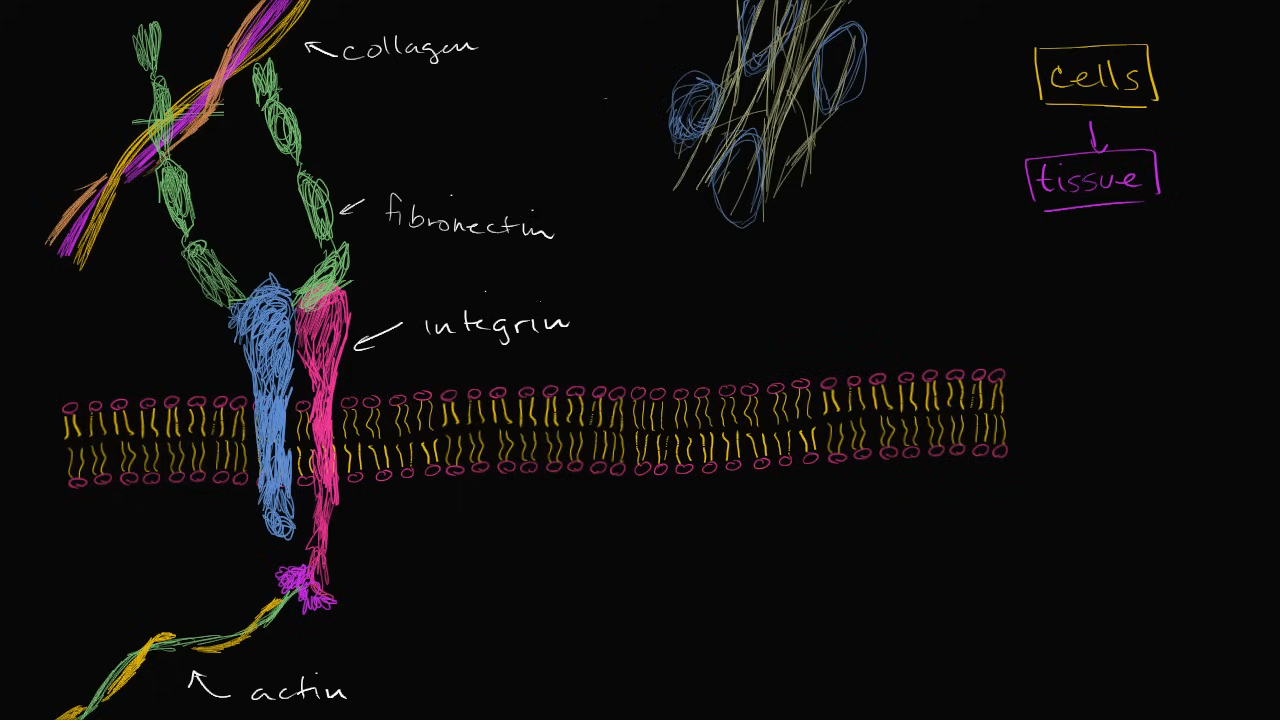 collagen
cells
tissue
fibronectin
integrin
actin